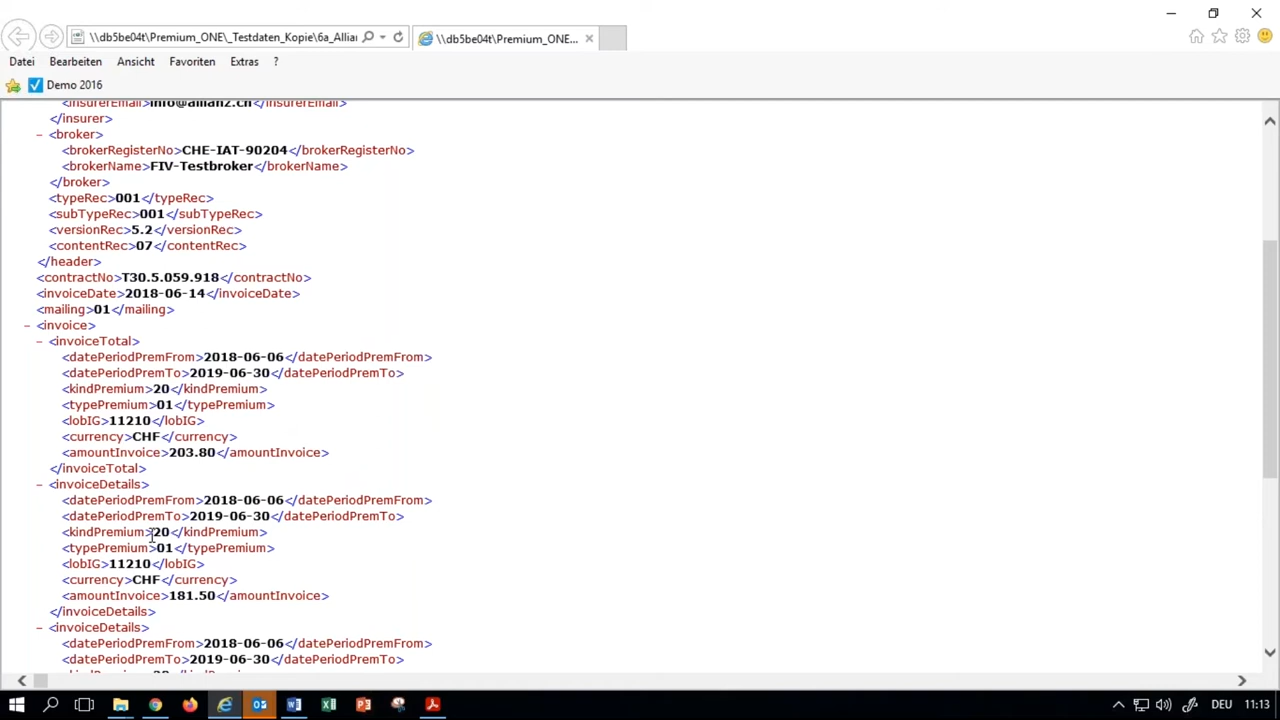 \\db5be04t\Premium_ONE\_Testdaten_Kopie\6a_Allian
\\db5be04t\Premium_ONE...
Datei Bearbeiten Ansicht Favoriten Extras ?
Demo 2016
<insurerEmail>info@allianz.ch</insurerEmail>
</insurer>
- <broker>
<brokerRegisterNo>CHE-IAT-90204</brokerRegisterNo>
<brokerName>FIV-Testbroker</brokerName>
</broker>
<typeRec>001</typeRec>
<subTypeRec>001</subTypeRec>
<versionRec>5.2</versionRec>
<contentRec>07</contentRec>
</header>
<contractNo>T30.5.059.918</contractNo>
<invoiceDate>2018-06-14</invoiceDate>
<mailing>01</mailing>
- <invoice>
- <invoiceTotal>
<datePeriodPremFrom>2018-06-06</datePeriodPremFrom>
<datePeriodPremTo>2019-06-30</datePeriodPremTo>
<kindPremium>20</kindPremium>
<typePremium>01</typePremium>
<lobIG>11210</lobIG>
<currency>CHF</currency>
<amountInvoice>203.80</amountInvoice>
</invoiceTotal>
- <invoiceDetails>
<datePeriodPremFrom>2018-06-06</datePeriodPremFrom>
<datePeriodPremTo>2019-06-30</datePeriodPremTo>
<kindPremium>20</kindPremium>
<typePremium>01</typePremium>
<lobIG>11210</lobIG>
<currency>CHF</currency>
<amountInvoice>181.50</amountInvoice>
</invoiceDetails>
- <invoiceDetails>
<datePeriodPremFrom>2018-06-06</datePeriodPremFrom>
<datePeriodPremTo>2019-06-30</datePeriodPremTo>
DEU 11:13